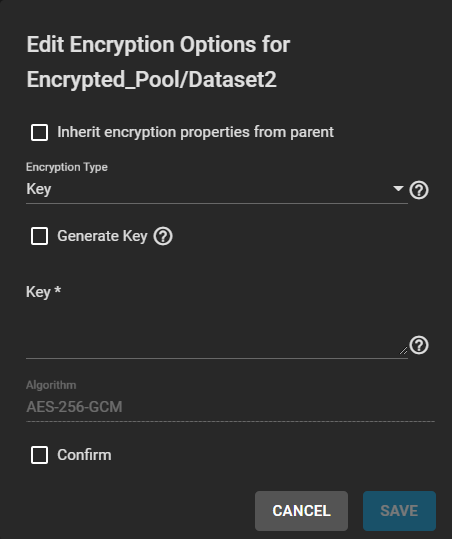 Edit Encryption Options for
Encrypted_Pool/Dataset2
Inherit encryption properties from parent
Encryption Type
Key
Generate Key
Key *
Algorithm
AES-256-GCM
Confirm
CANCEL SAVE